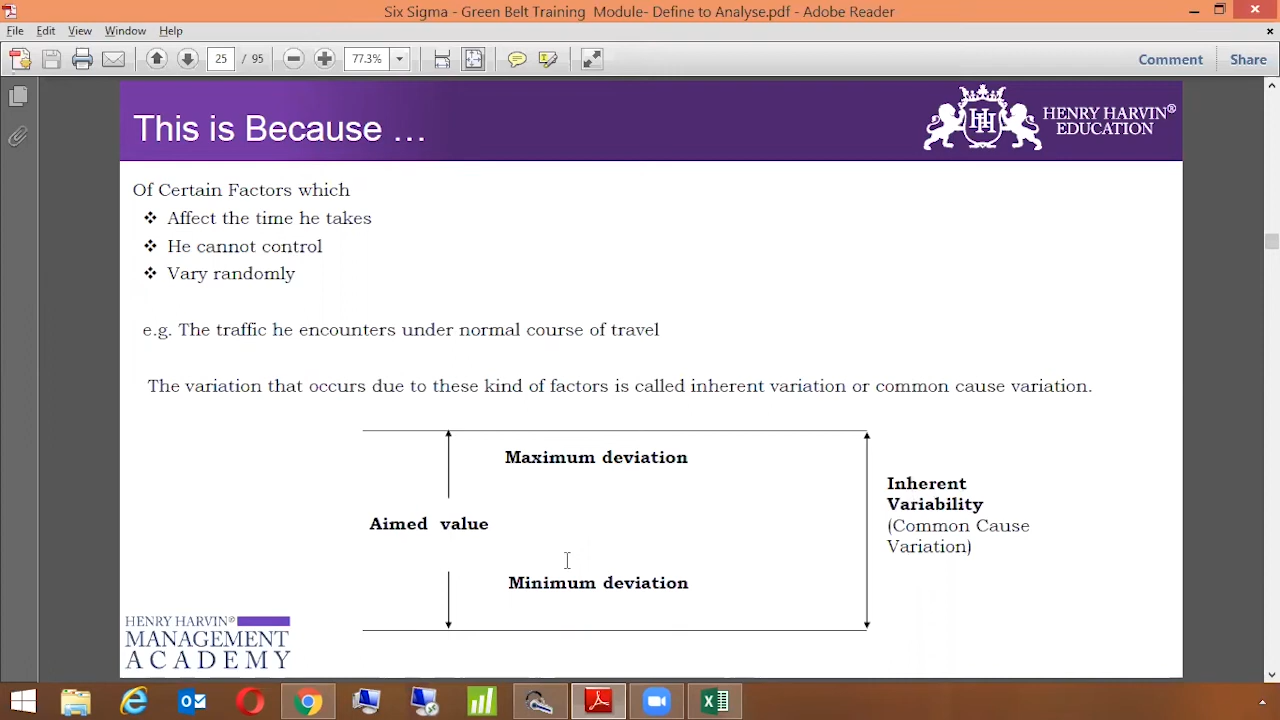 Six Sigma - Green Belt Training  Module- Define to Analyse.pdf - Adobe Reader
File Edit View Window Help
25 / 95 77.3% Comment Share
This is Because ...
HENRY HARVIN®
EDUCATION
Of Certain Factors which
❖ Affect the time he takes
❖ He cannot control
❖ Vary randomly
e.g. The traffic he encounters under normal course of travel
The variation that occurs due to these kind of factors is called inherent variation or common cause variation.
Maximum deviation
Aimed value
Minimum deviation
Inherent
Variability
(Common Cause
Variation)
HENRY HARVIN®
MANAGEMENT
ACADEMY